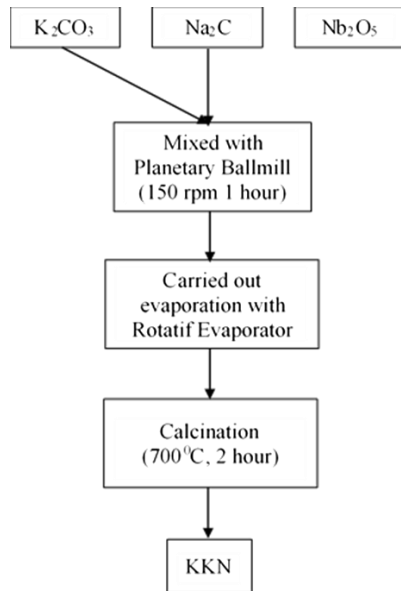 K₂CO₃
Na₂C
Nb₂O₅
Mixed with
Planetary Ballmill
(150 rpm 1 hour)
Carried out
evaporation with
Rotatif Evaporator
Calcination
(700⁰C, 2 hour)
KKN